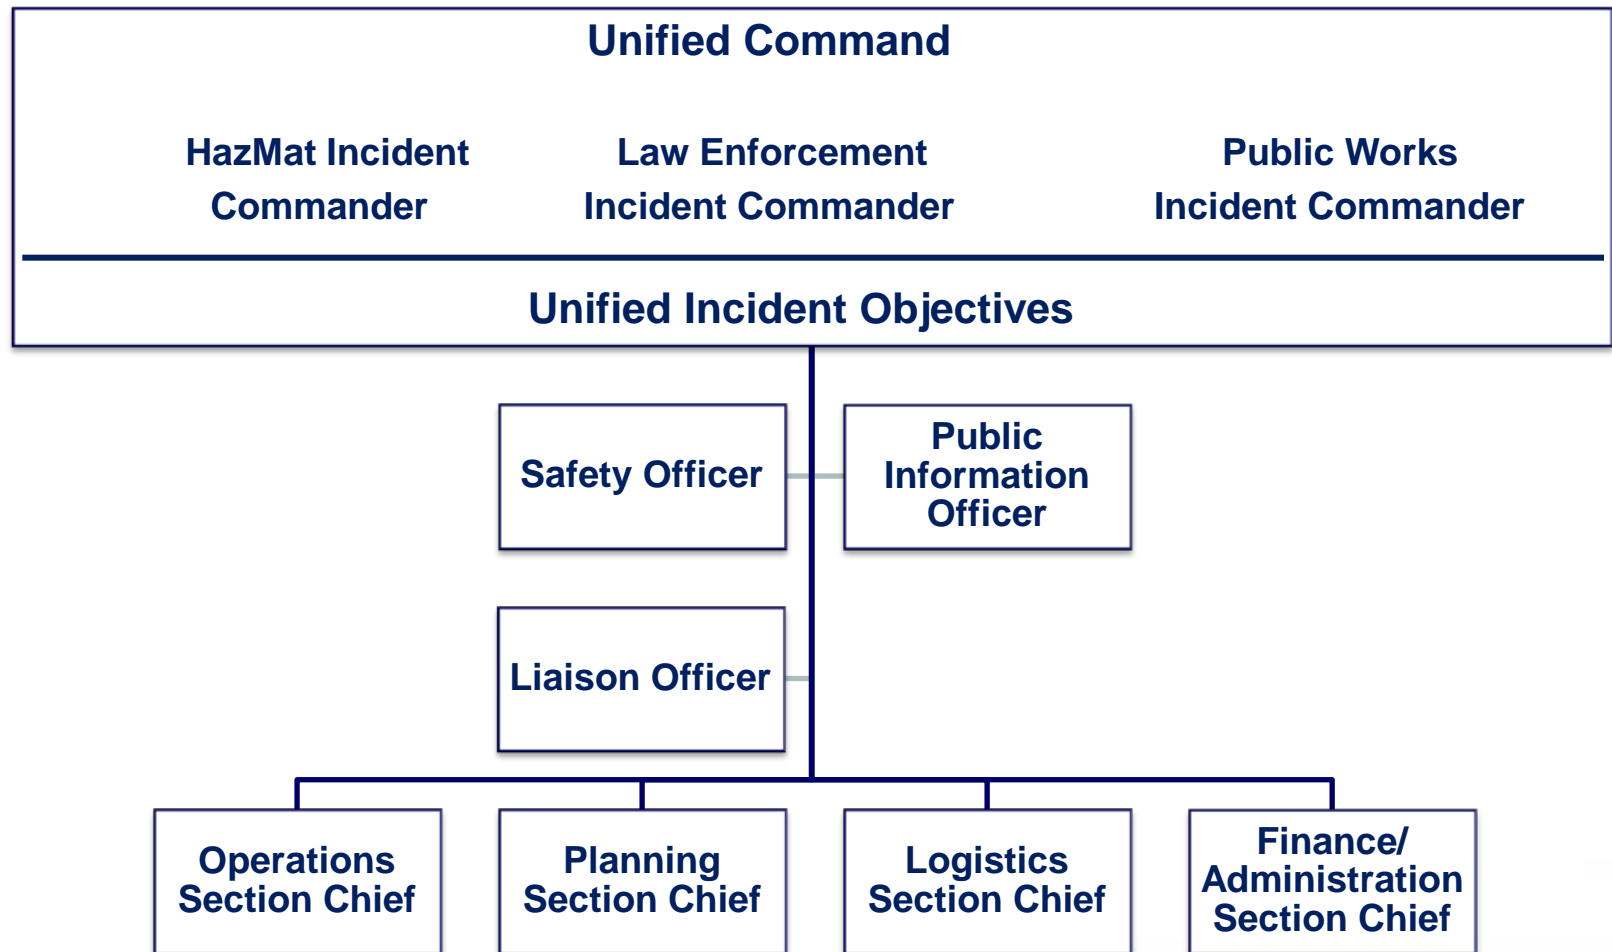 Unified Command
HazMat Incident
Commander
Law Enforcement
Incident Commander
Public Works
Incident Commander
Unified Incident Objectives
Safety Officer
Public
Information
Officer
Liaison Officer
Operations
Section Chief
Planning
Section Chief
Logistics
Section Chief
Finance/
Administration
Section Chief